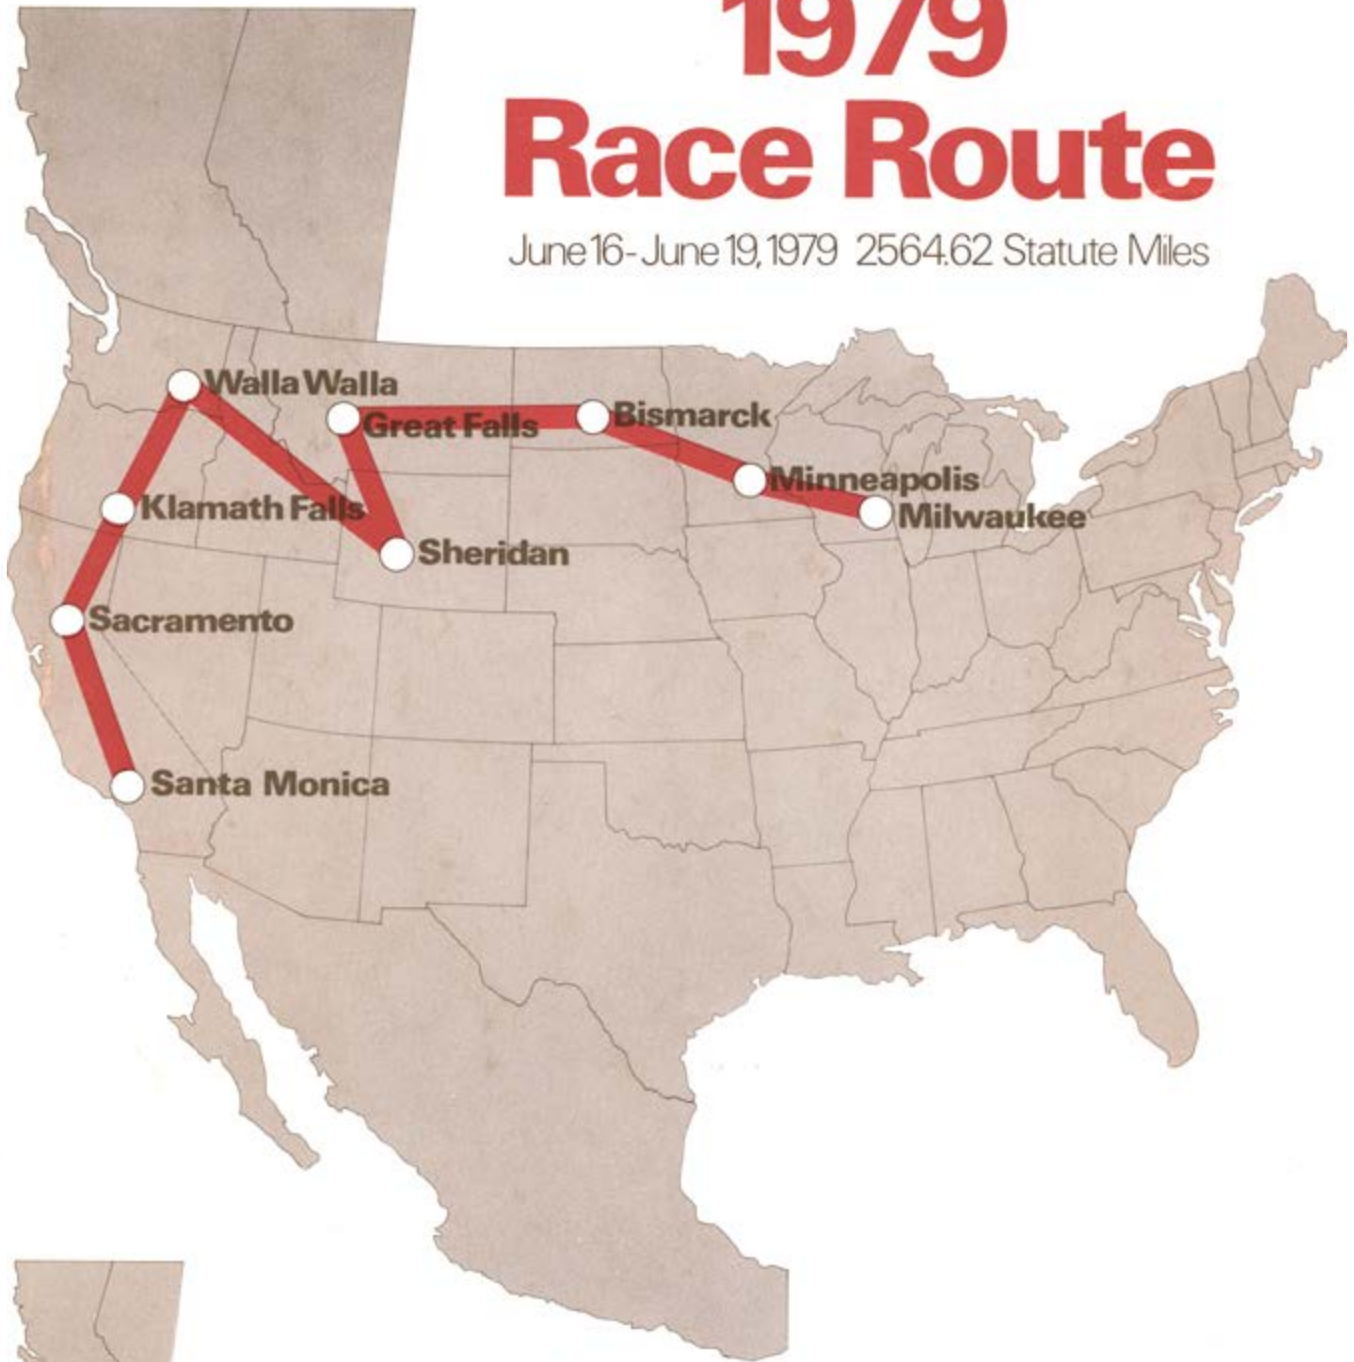 1979
Race Route
June 16 - June 19, 1979 2564.62 Statute Miles
Walla Walla
Great Falls
Bismarck
Minneapolis
Milwaukee
Klamath Falls
Sheridan
Sacramento
Santa Monica